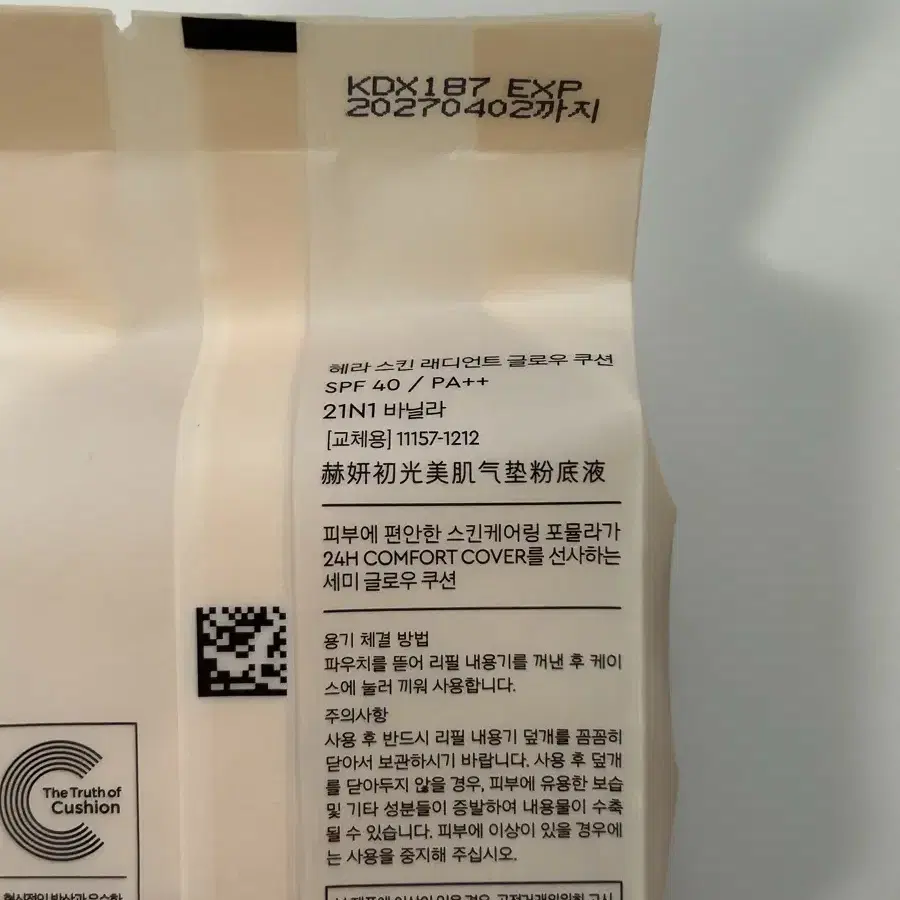 KDX187 EXP
20270402까지
헤라 스킨 래디언트 글로우 쿠션
SPF 40 / PA++
21N1 바닐라
[교체용] 11157-1212
赫妍初光美肌气垫粉底液
피부에 편안한 스킨케어링 포뮬라가
24H COMFORT COVER를 선사하는
세미 글로우 쿠션
용기 체결 방법
파우치를 뜯어 리필 내용기를 꺼낸 후 케이
스에 눌러 끼워 사용합니다.
주의사항
사용 후 반드시 리필 내용기 덮개를 꼼꼼히
닫아서 보관하시기 바랍니다. 사용 후 덮개
를 닫아두지 않을 경우, 피부에 유용한 보습
및 기타 성분들이 증발하여 내용물이 수축
될 수 있습니다. 피부에 이상이 있을 경우에
는 사용을 중지해 주십시오.
The Truth of
Cushion